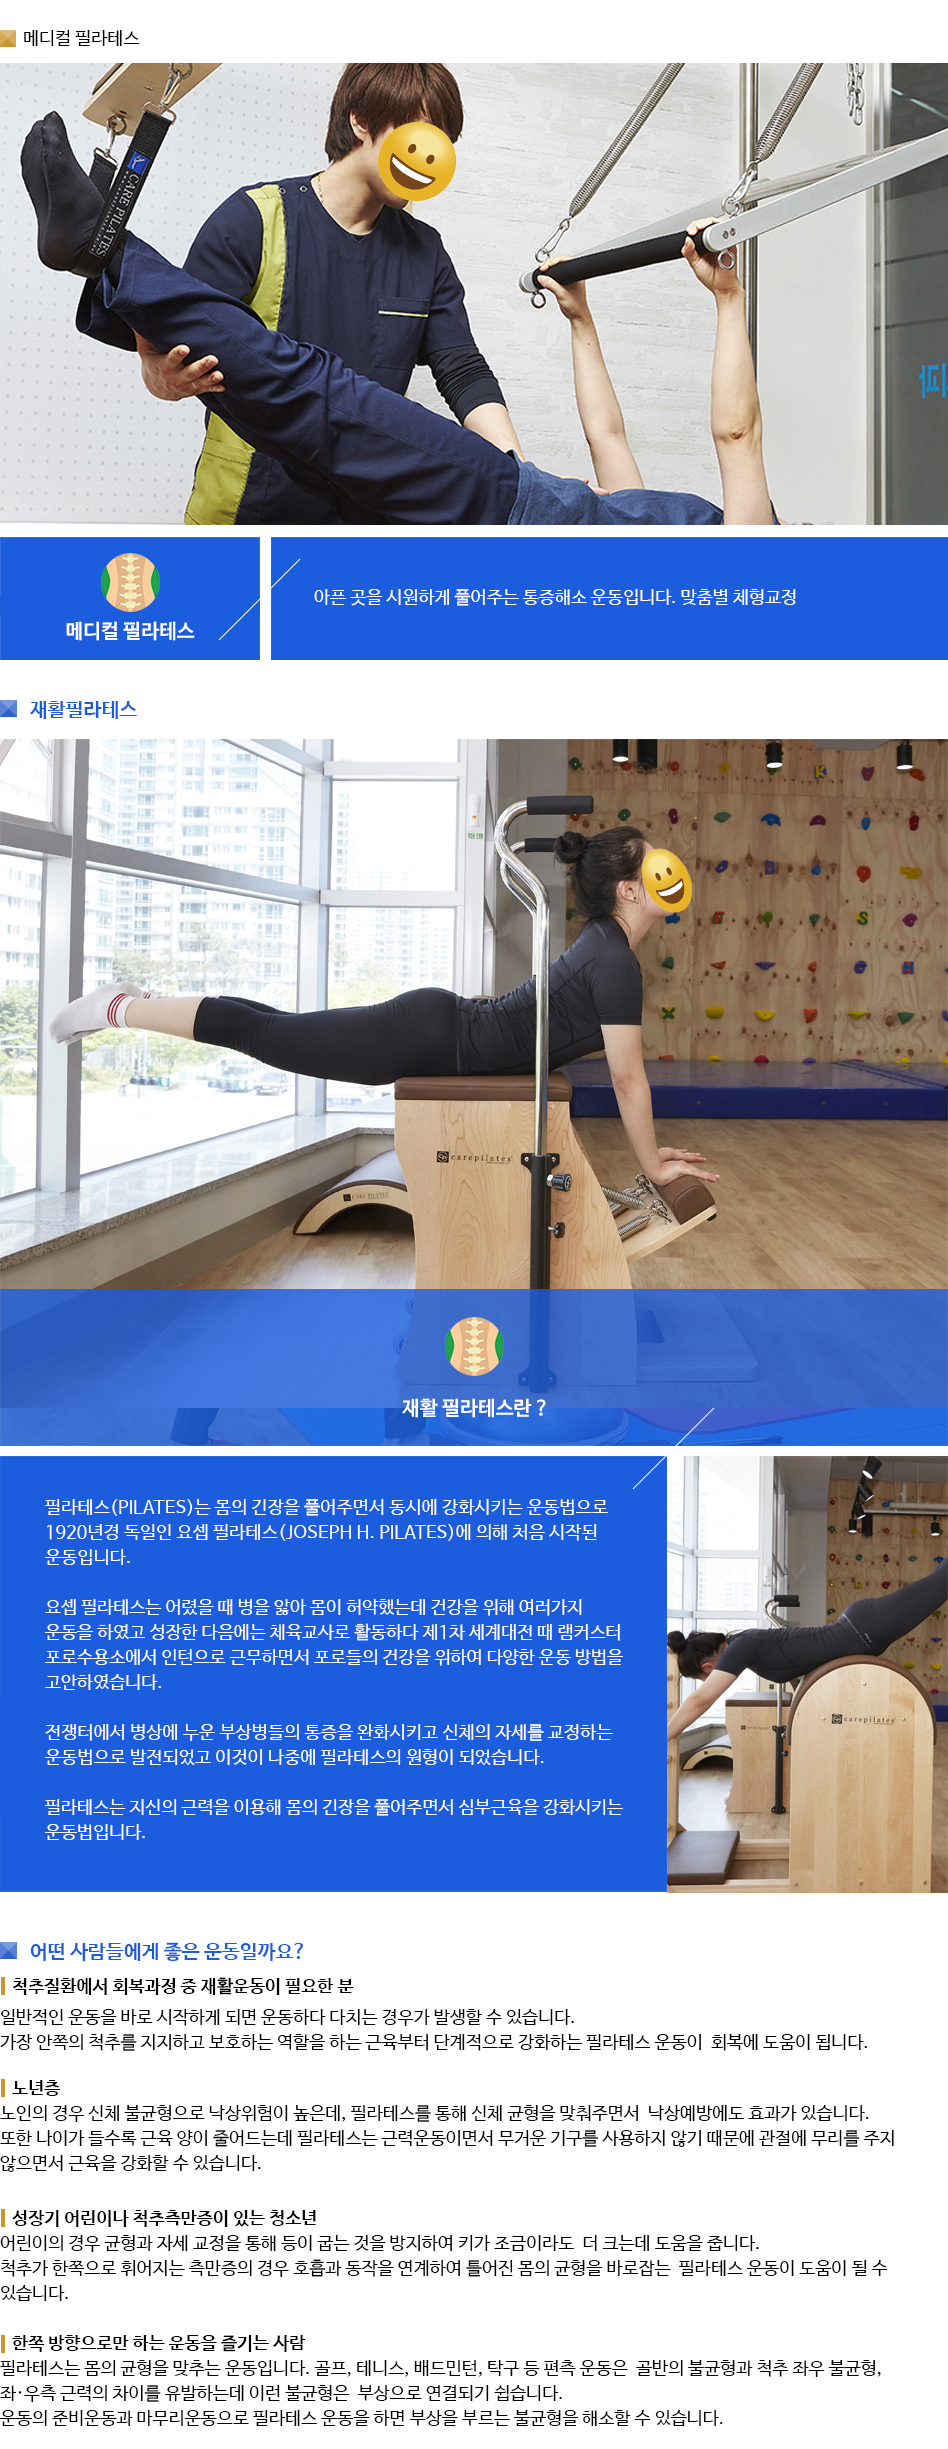 메디컬 필라테스
CARE PILATES
메디컬 필라테스
아픈 곳을 시원하게 풀어주는 통증해소 운동입니다. 맞춤별 체형교정
재활필라테스
carepilates
CARE PILATES
재활 필라테스란 ?
필라테스(PILATES)는 몸의 긴장을 풀어주면서 동시에 강화시키는 운동법으로
1920년경 독일인 요셉 필라테스(JOSEPH H. PILATES)에 의해 처음 시작된
운동입니다.
요셉 필라테스는 어렸을 때 병을 앓아 몸이 허약했는데 건강을 위해 여러가지
운동을 하였고 성장한 다음에는 체육교사로 활동하다 제1차 세계대전 때 랭커스터
포로수용소에서 인턴으로 근무하면서 포로들의 건강을 위하여 다양한 운동 방법을
고안하였습니다.
전쟁터에서 병상에 누운 부상병들의 통증을 완화시키고 신체의 자세를 교정하는
운동법으로 발전되었고 이것이 나중에 필라테스의 원형이 되었습니다.
필라테스는 자신의 근력을 이용해 몸의 긴장을 풀어주면서 심부근육을 강화시키는
운동법입니다.
carepilates
어떤 사람들에게 좋은 운동일까요?
척추질환에서 회복과정 중 재활운동이 필요한 분
일반적인 운동을 바로 시작하게 되면 운동하다 다치는 경우가 발생할 수 있습니다.
가장 안쪽의 척추를 지지하고 보호하는 역할을 하는 근육부터 단계적으로 강화하는 필라테스 운동이 회복에 도움이 됩니다.
노년층
노인의 경우 신체 불균형으로 낙상위험이 높은데, 필라테스를 통해 신체 균형을 맞춰주면서 낙상예방에도 효과가 있습니다.
또한 나이가 들수록 근육 양이 줄어드는데 필라테스는 근력운동이면서 무거운 기구를 사용하지 않기 때문에 관절에 무리를 주지
않으면서 근육을 강화할 수 있습니다.
성장기 어린이나 척추측만증이 있는 청소년
어린이의 경우 균형과 자세 교정을 통해 등이 굽는 것을 방지하여 키가 조금이라도 더 크는데 도움을 줍니다.
척추가 한쪽으로 휘어지는 측만증의 경우 호흡과 동작을 연계하여 틀어진 몸의 균형을 바로잡는 필라테스 운동이 도움이 될 수
있습니다.
한쪽 방향으로만 하는 운동을 즐기는 사람
필라테스는 몸의 균형을 맞추는 운동입니다. 골프, 테니스, 배드민턴, 탁구 등 편측 운동은 골반의 불균형과 척추 좌우 불균형,
좌·우측 근력의 차이를 유발하는데 이런 불균형은 부상으로 연결되기 쉽습니다.
운동의 준비운동과 마무리운동으로 필라테스 운동을 하면 부상을 부르는 불균형을 해소할 수 있습니다.